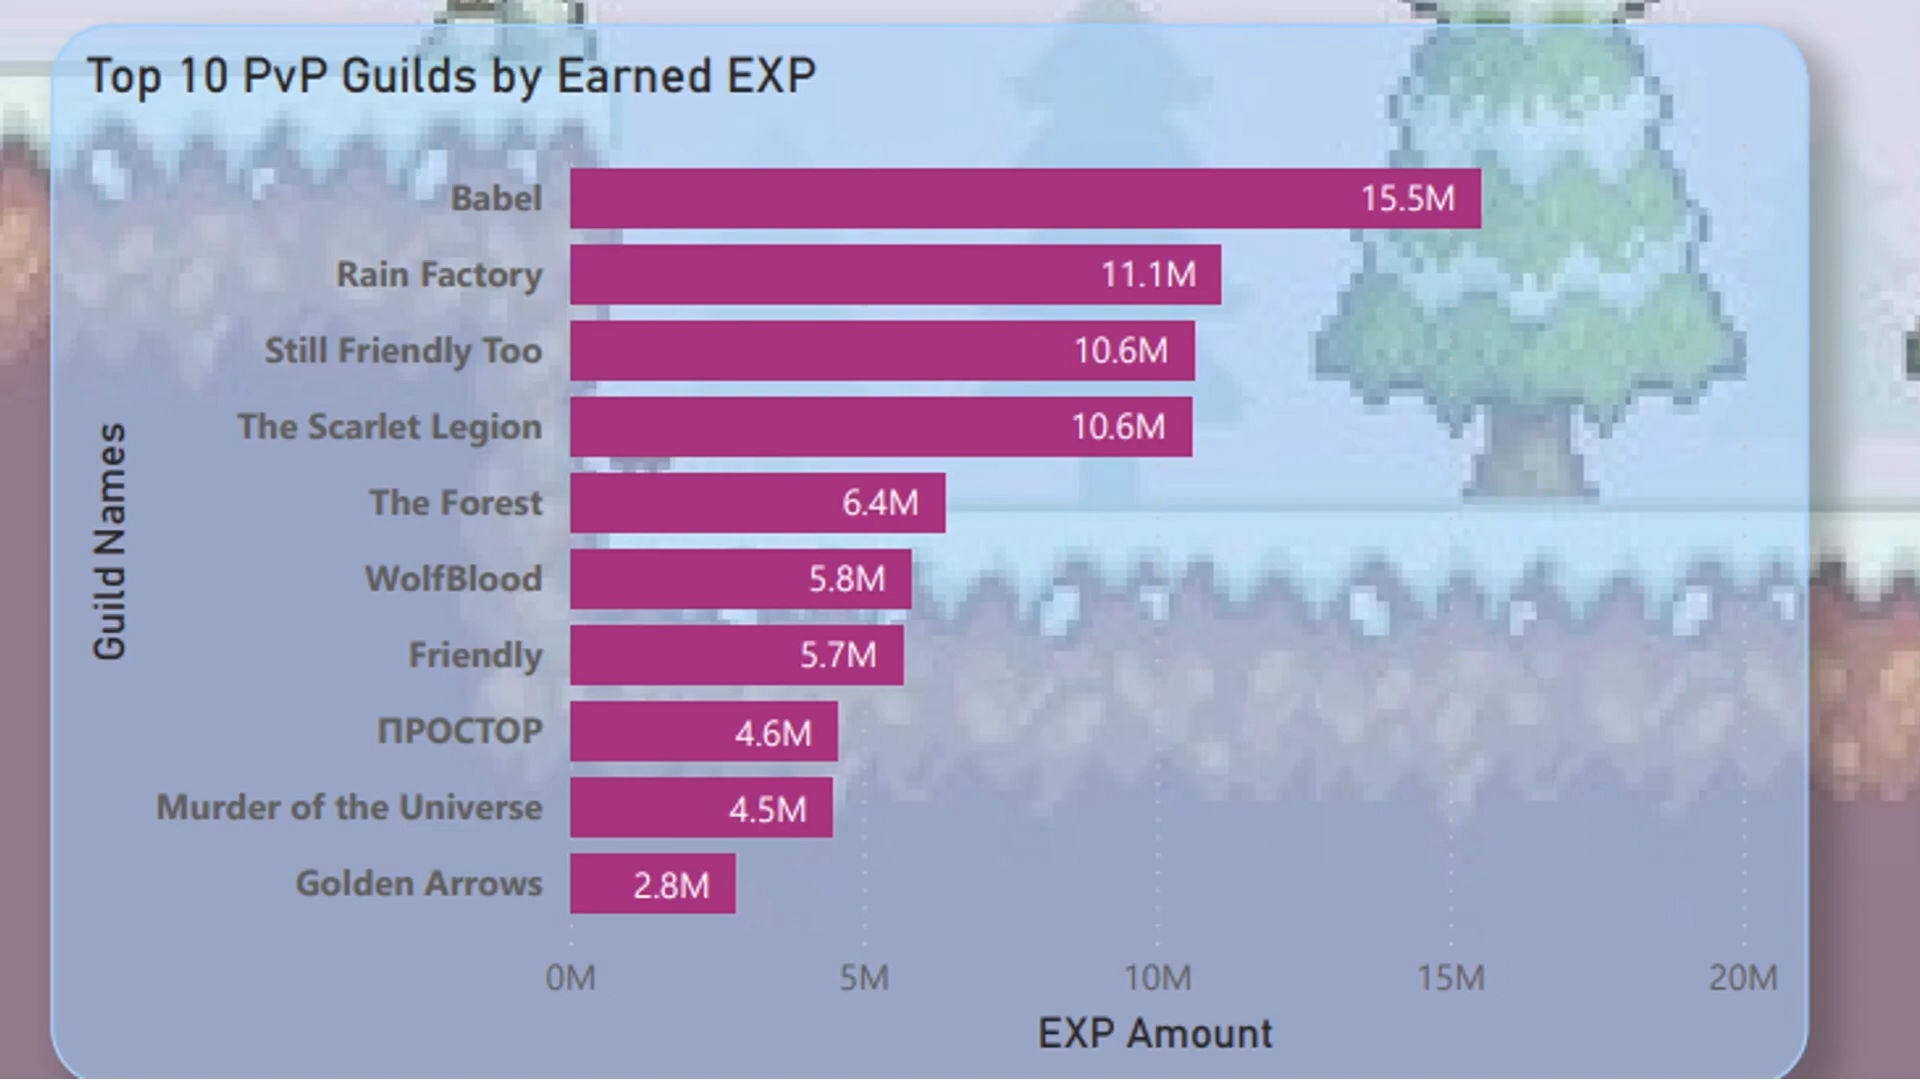 Top 10 PvP Guilds by Earned EXP
Guild Names
Babel 15.5M
Rain Factory 11.1M
Still Friendly Too 10.6M
The Scarlet Legion 10.6M
The Forest 6.4M
WolfBlood 5.8M
Friendly 5.7M
ПРОСТОР 4.6M
Murder of the Universe 4.5M
Golden Arrows 2.8M
0M 5M 10M 15M 20M
EXP Amount